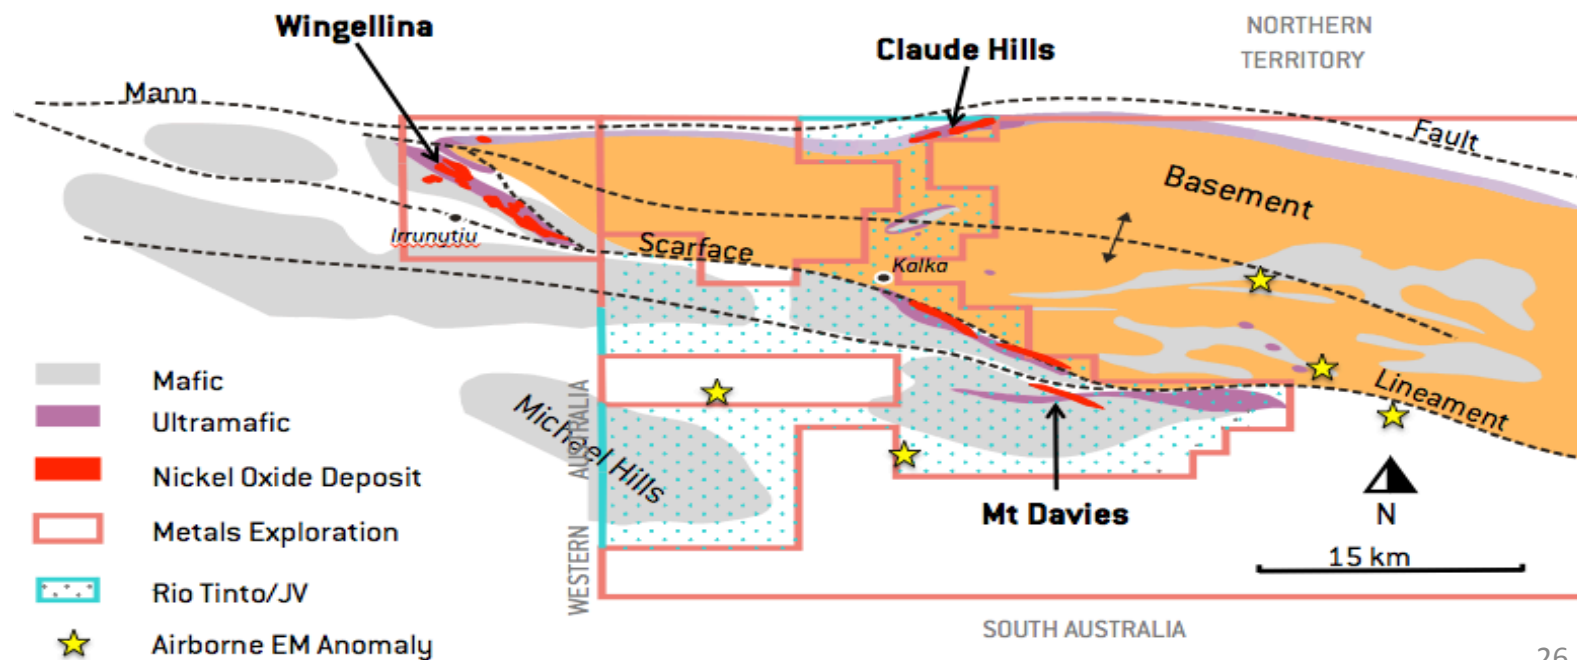 Wingellina
NORTHERN
TERRITORY
Claude Hills
Mann
Fault
Basement
Irrunytju
Scarface
Kalka
Lineament
Michael Hills
WESTERN AUSTRALIA
Mt Davies
N
15 km
SOUTH AUSTRALIA
Mafic
Ultramafic
Nickel Oxide Deposit
Metals Exploration
Rio Tinto/JV
Airborne EM Anomaly
26